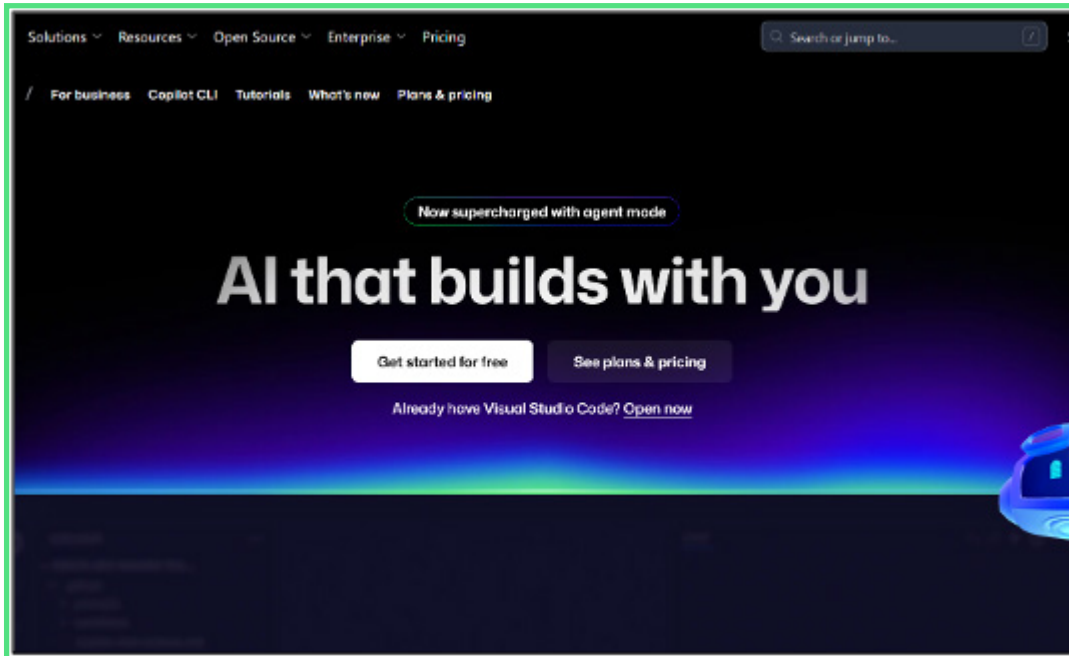 Solutions Resources Open Source Enterprise Pricing Search or jump to... /
/ For business Copilot CLI Tutorials What's new Plans & pricing
Now supercharged with agent mode
AI that builds with you
Get started for free See plans & pricing
Already have Visual Studio Code? Open now